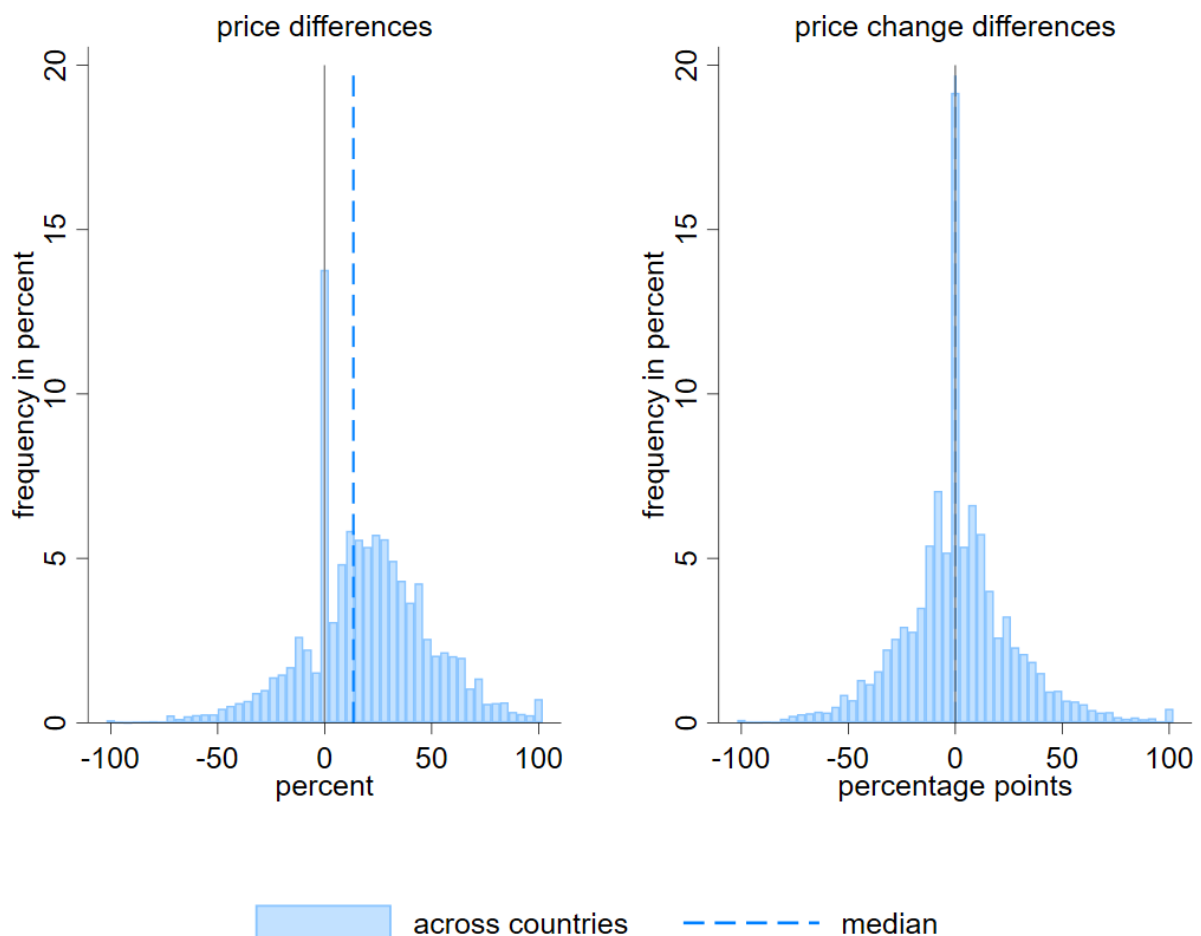 price differences
price change differences
frequency in percent
20
15
10
5
0
-100 -50 0 50 100
percent
frequency in percent
20
15
10
5
0
-100 -50 0 50 100
percentage points
across countries
median